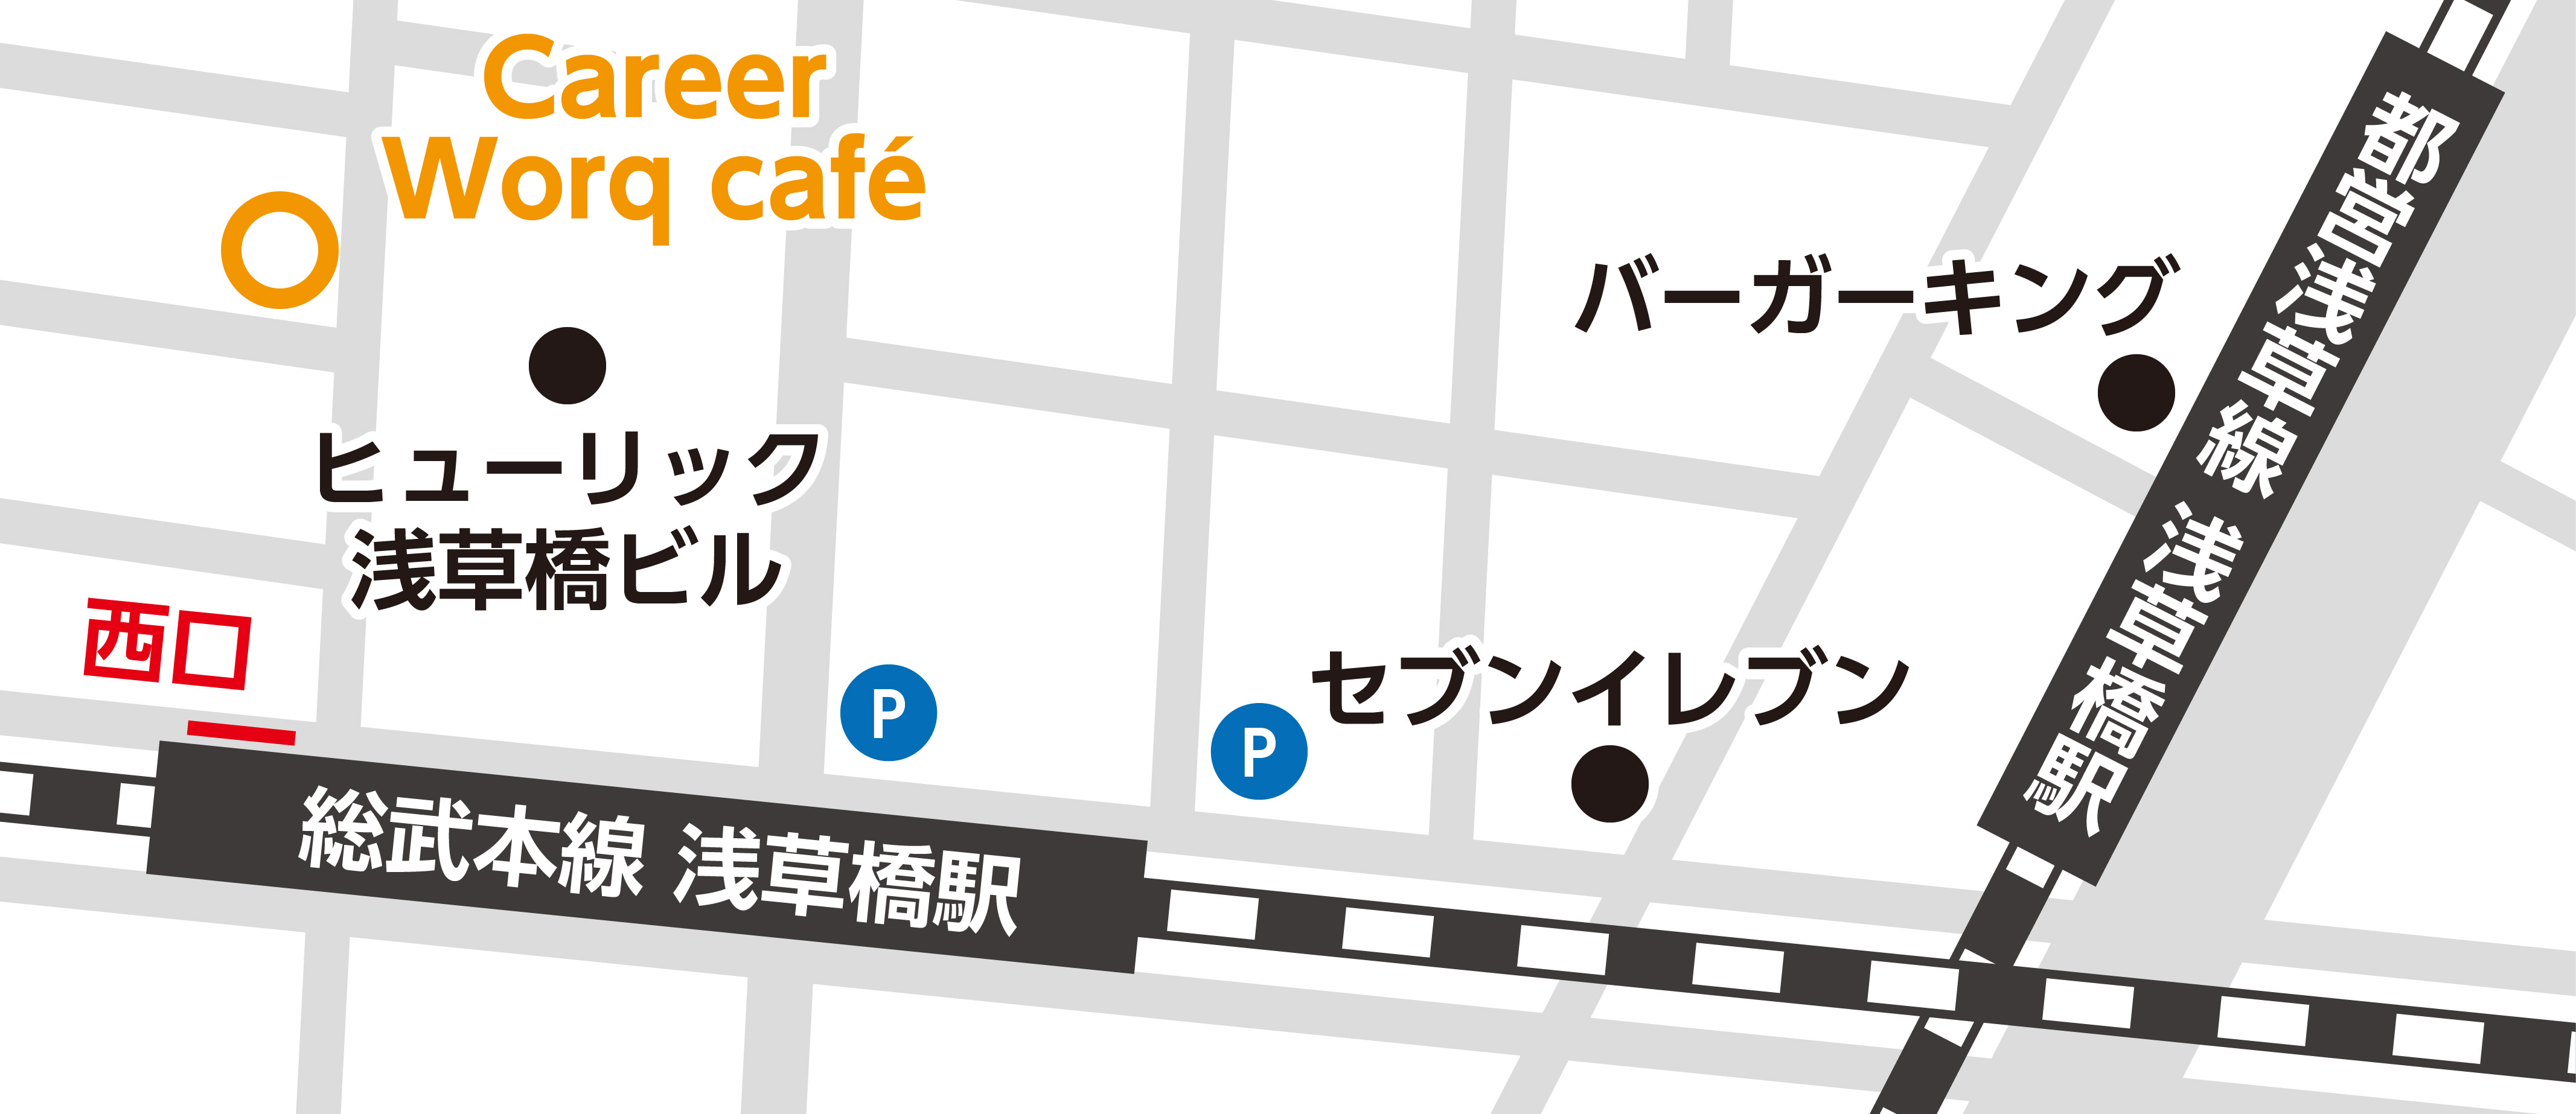 Career
Worq café
バーガーキング
都営浅草線 浅草橋駅
ヒューリック
浅草橋ビル
西口
P
P
セブンイレブン
総武本線 浅草橋駅